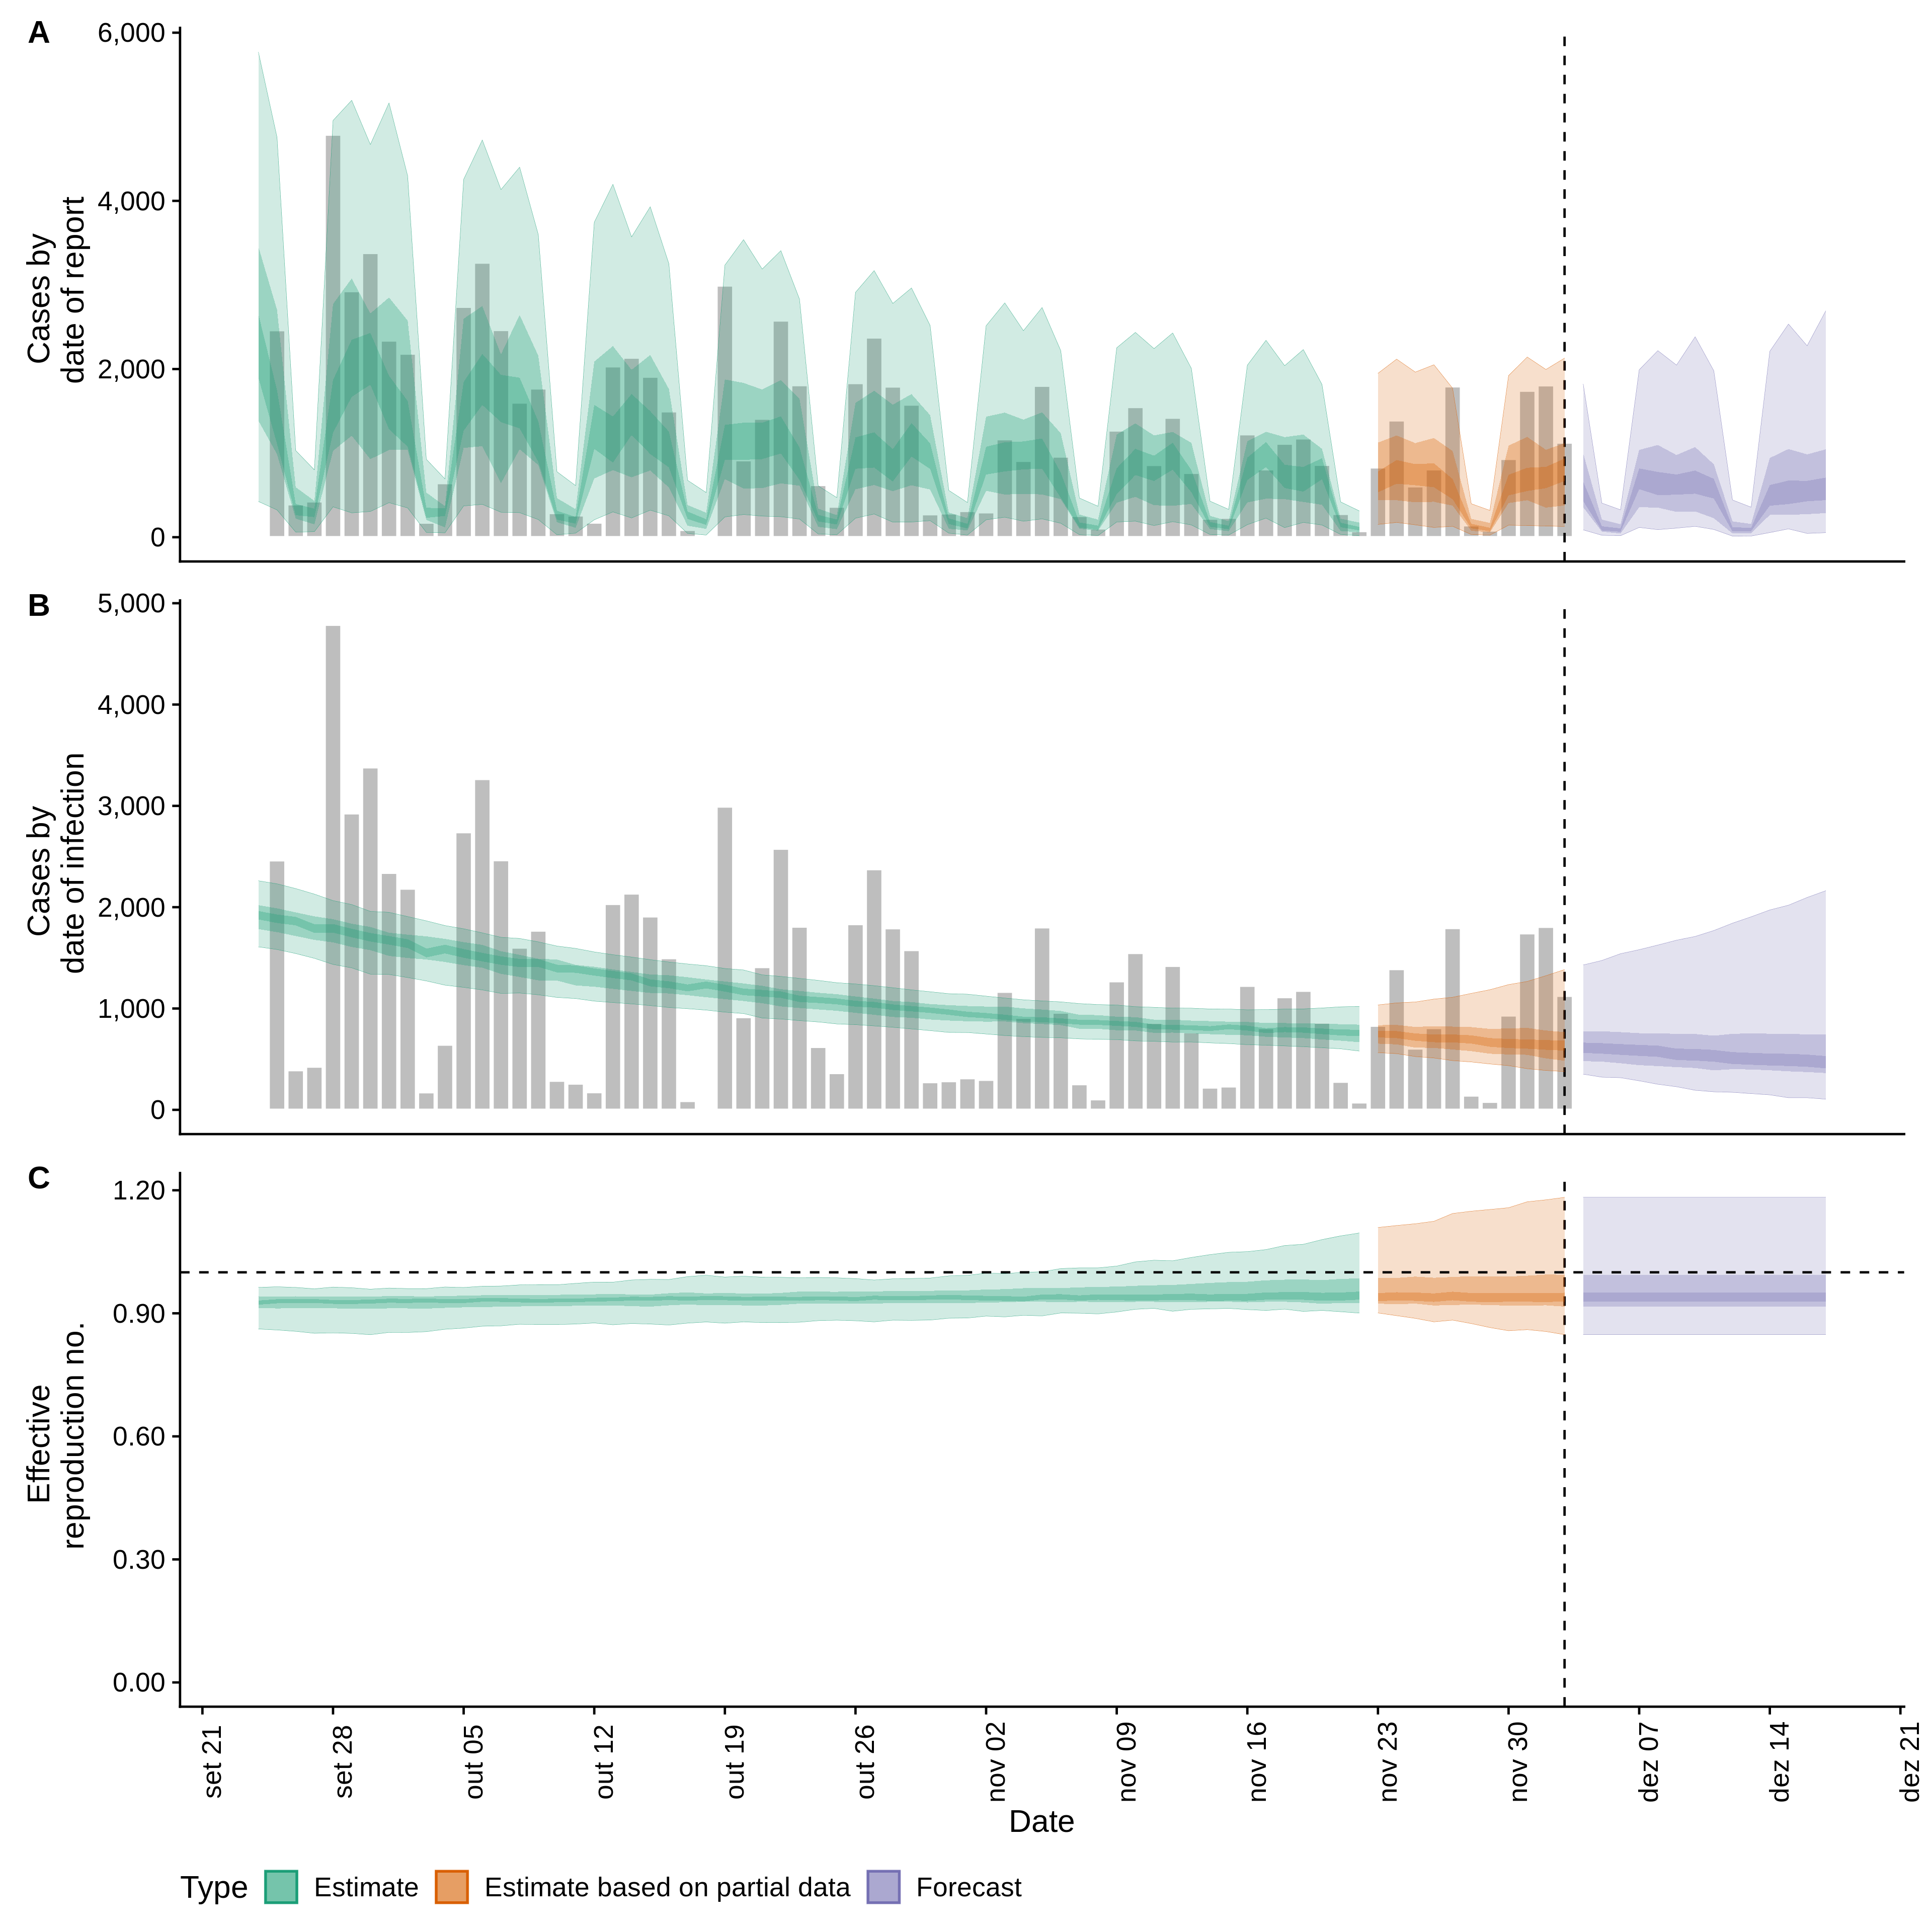 A
6,000
4,000
2,000
0
Cases by
date of report
B
5,000
4,000
3,000
2,000
1,000
0
Cases by
date of infection
C
1.20
0.90
0.60
0.30
0.00
Effective
reproduction no.
set 21
set 28
out 05
out 12
out 19
out 26
nov 02
nov 09
nov 16
nov 23
nov 30
dez 07
dez 14
dez 21
Date
Type Estimate Estimate based on partial data Forecast